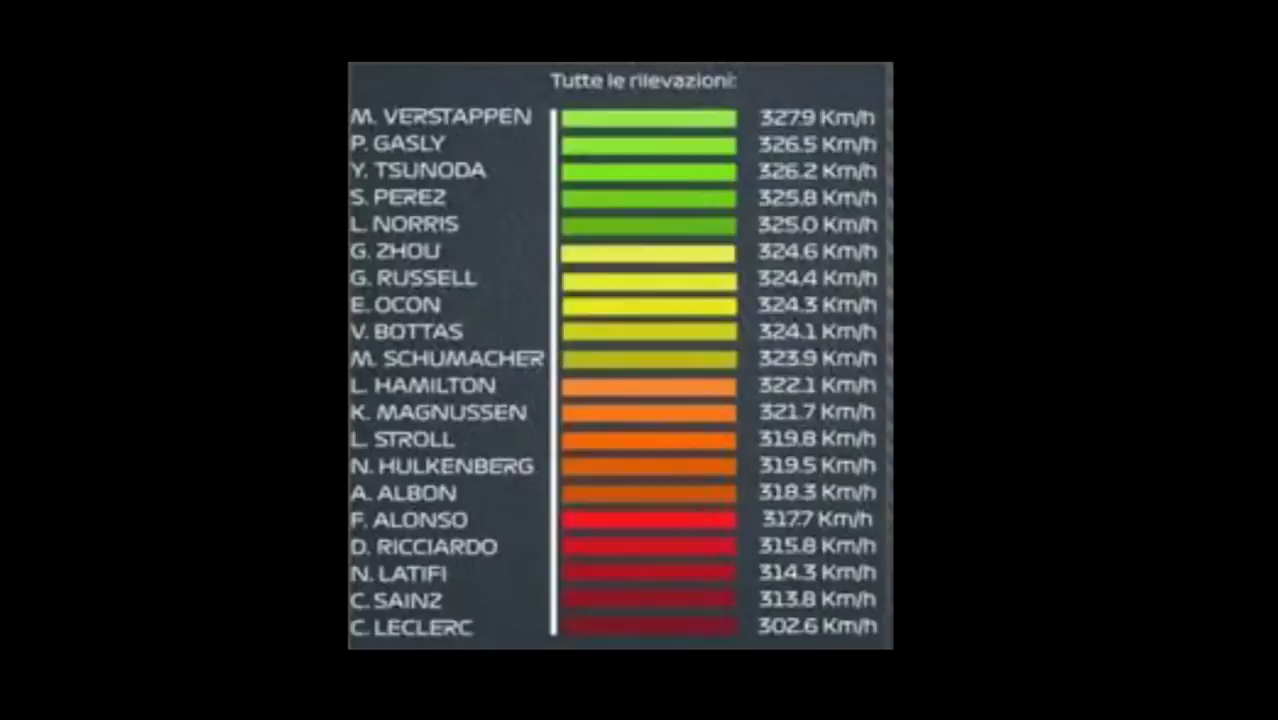 Tutte le rilevazioni:
M. VERSTAPPEN 327.9 Km/h
P. GASLY 326.5 Km/h
Y. TSUNODA 326.2 Km/h
S. PEREZ 325.8 Km/h
L. NORRIS 325.0 Km/h
G. ZHOU 324.6 Km/h
G. RUSSELL 324.4 Km/h
E. OCON 324.3 Km/h
V. BOTTAS 324.1 Km/h
M. SCHUMACHER 323.9 Km/h
L. HAMILTON 322.1 Km/h
K. MAGNUSSEN 321.7 Km/h
L. STROLL 319.8 Km/h
N. HULKENBERG 319.5 Km/h
A. ALBON 318.3 Km/h
F. ALONSO 317.7 Km/h
D. RICCIARDO 315.8 Km/h
N. LATIFI 314.3 Km/h
C. SAINZ 313.8 Km/h
C. LECLERC 302.6 Km/h